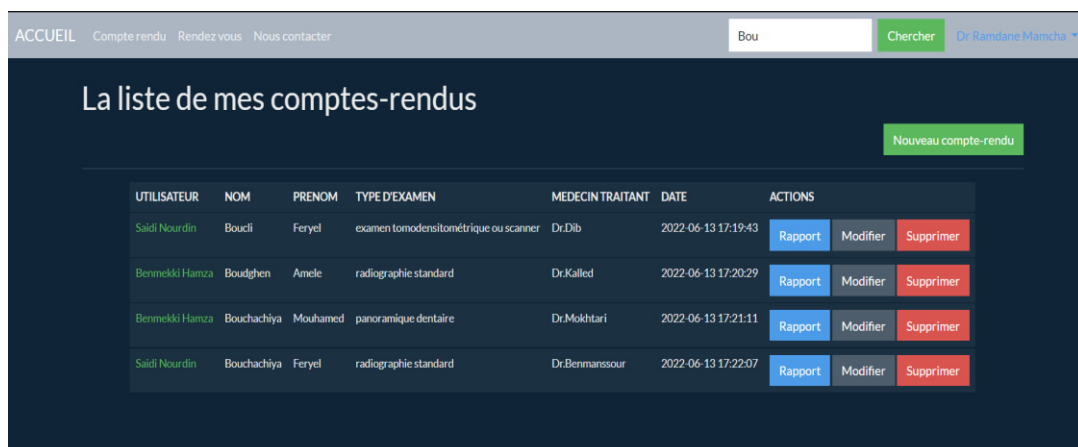 ACCUEIL Compte rendu Rendez vous Nous contacter Bou Chercher Dr Ramdane Mamcha
La liste de mes comptes-rendus
Nouveau compte-rendu
UTILISATEUR NOM PRENOM TYPE D'EXAMEN MEDECIN TRAITANT DATE ACTIONS
Saidi Nourdin Boucli Feryel examen tomodensitométrique ou scanner Dr.Dib 2022-06-13 17:19:43 Rapport Modifier Supprimer
Benmekki Hamza Boudghen Amele radiographie standard Dr.Kalled 2022-06-13 17:20:29 Rapport Modifier Supprimer
Benmekki Hamza Bouchachiya Mouhamed panoramique dentaire Dr.Mokhtari 2022-06-13 17:21:11 Rapport Modifier Supprimer
Saidi Nourdin Bouchachiya Feryel radiographie standard Dr.Benmanssour 2022-06-13 17:22:07 Rapport Modifier Supprimer